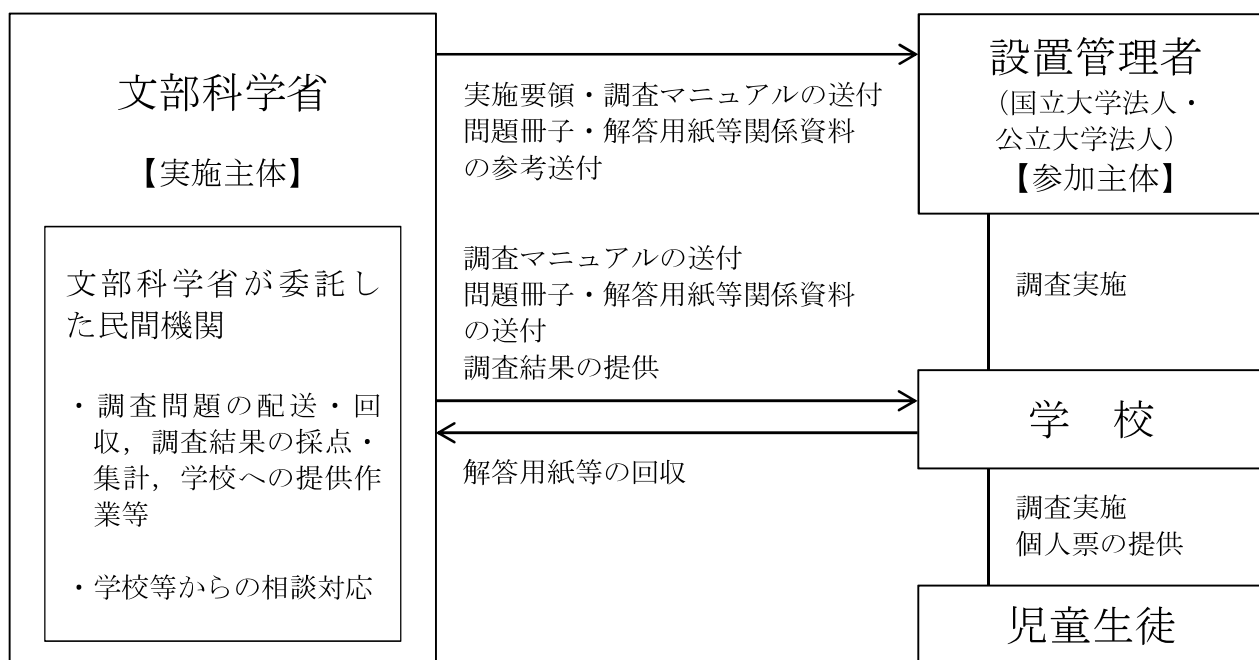 文部科学省
【実施主体】
文部科学省が委託し
た民間機関
・調査問題の配送・回
収，調査結果の採点・
集計，学校への提供作
業等
・学校等からの相談対応
実施要領・調査マニュアルの送付
問題冊子・解答用紙等関係資料
の参考送付
調査マニュアルの送付
問題冊子・解答用紙等関係資料
の送付
調査結果の提供
解答用紙等の回収
設置管理者
（国立大学法人・
公立大学法人）
【参加主体】
調査実施
学　校
調査実施
個人票の提供
児童生徒